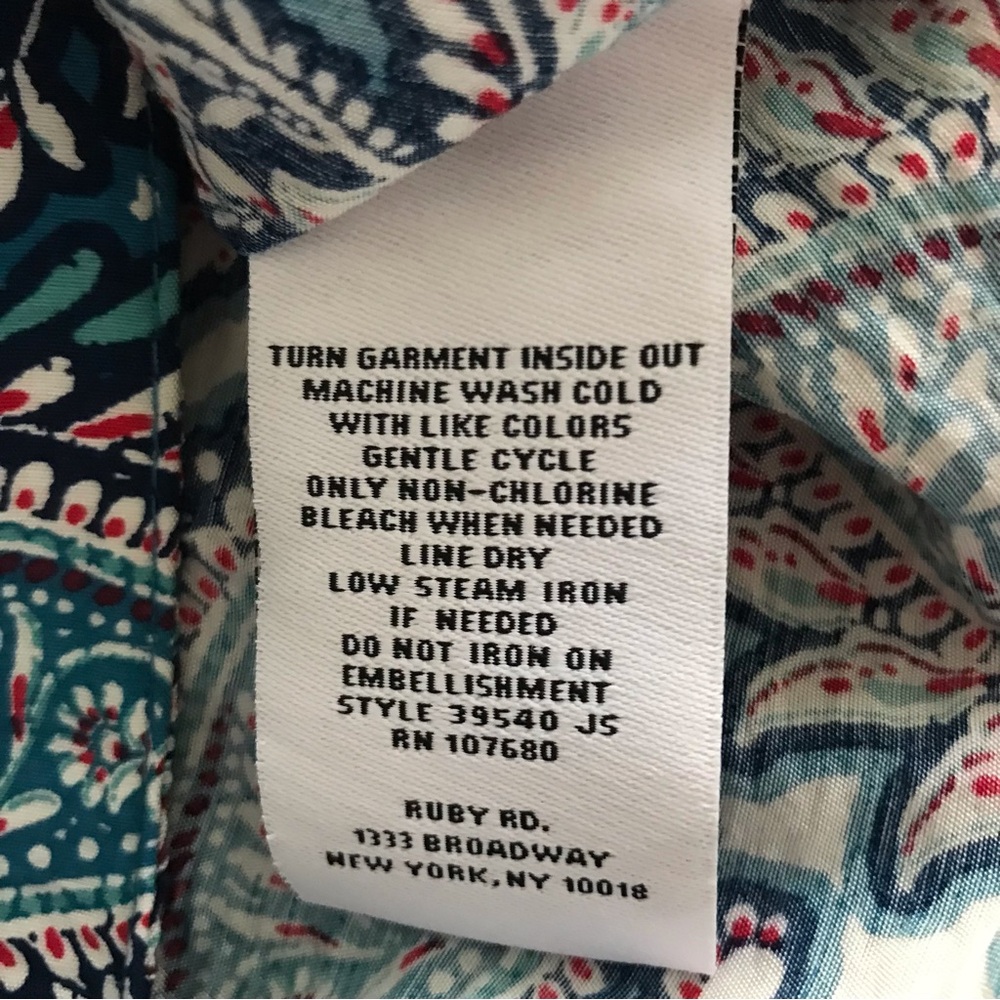 TURN GARMENT INSIDE OUT
MACHINE WASH COLD
WITH LIKE COLORS
GENTLE CYCLE
ONLY NON-CHLORINE
BLEACH WHEN NEEDED
LINE DRY
LOW STEAM IRON
IF NEEDED
DO NOT IRON ON
EMBELLISHMENT
STYLE 39540 JS
RN 107680
RUBY RD.
1333 BROADWAY
NEW YORK,NY 10018